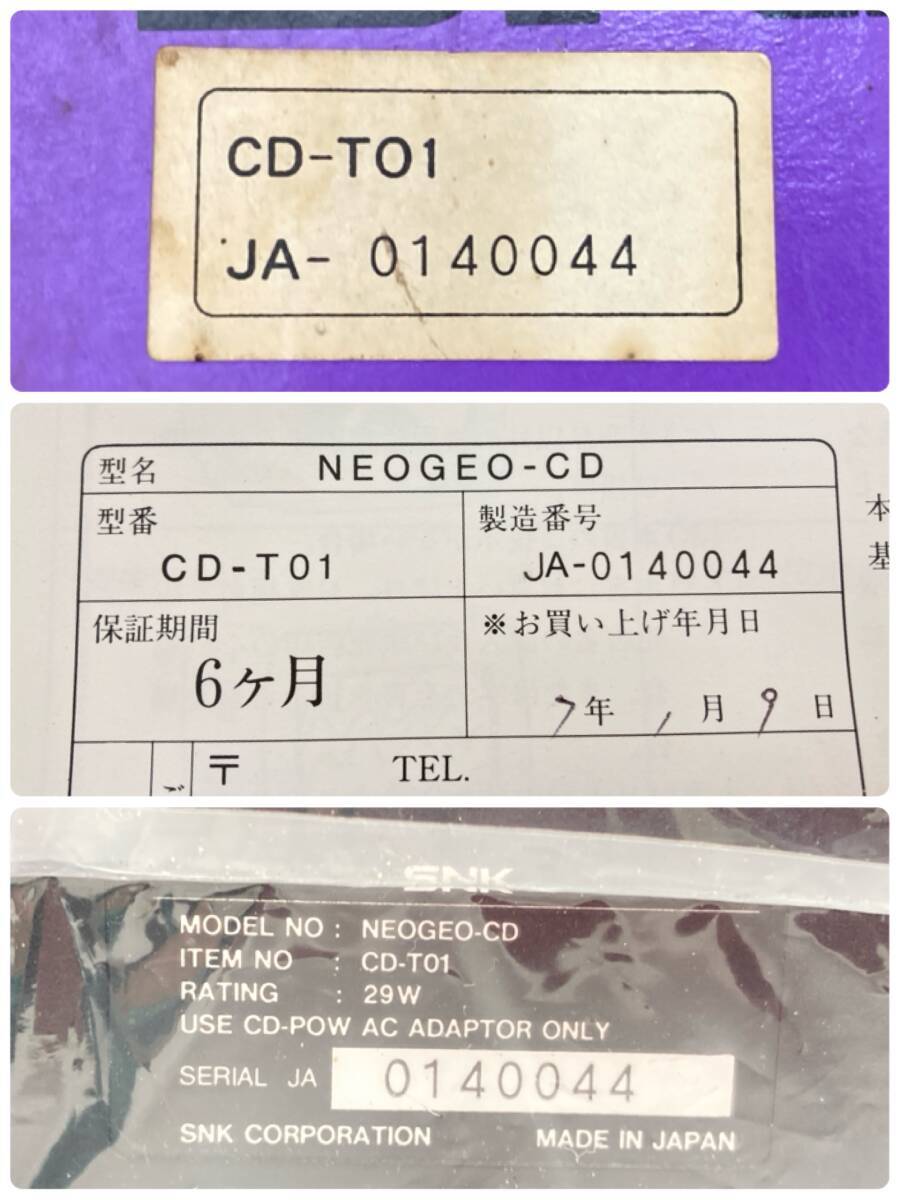 CD-T01
JA- 0140044
型名 NEOGEO-CD
型番 製造番号
CD-T01 JA-0140044
保証期間 ※お買い上げ年月日
6ヶ月
7年 1月 9日
〒 TEL.
ご
本
基
SNK
MODEL NO : NEOGEO-CD
ITEM NO : CD-T01
RATING : 29W
USE CD-POW AC ADAPTOR ONLY
SERIAL JA 0140044
SNK CORPORATION MADE IN JAPAN